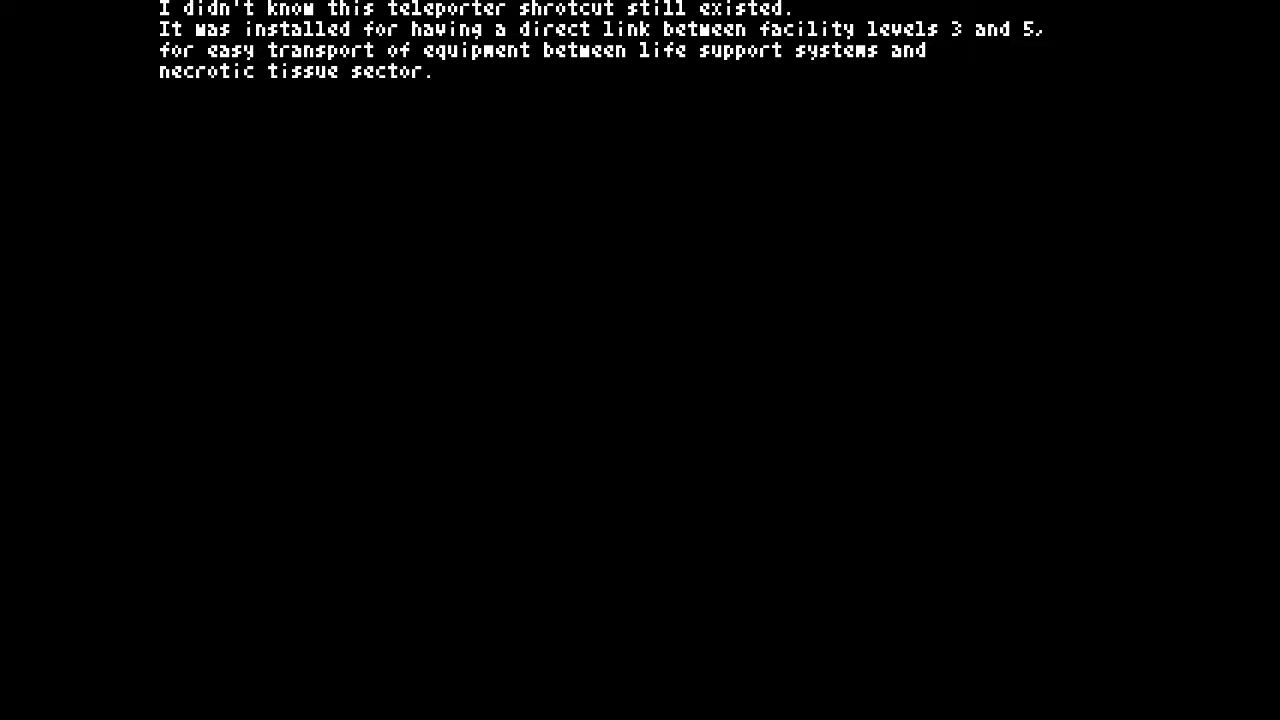 I didn't know this teleporter shrotcut still existed.
It was installed for having a direct link between facility levels 3 and 5,
for easy transport of equipment between life support systems and
necrotic tissue sector.